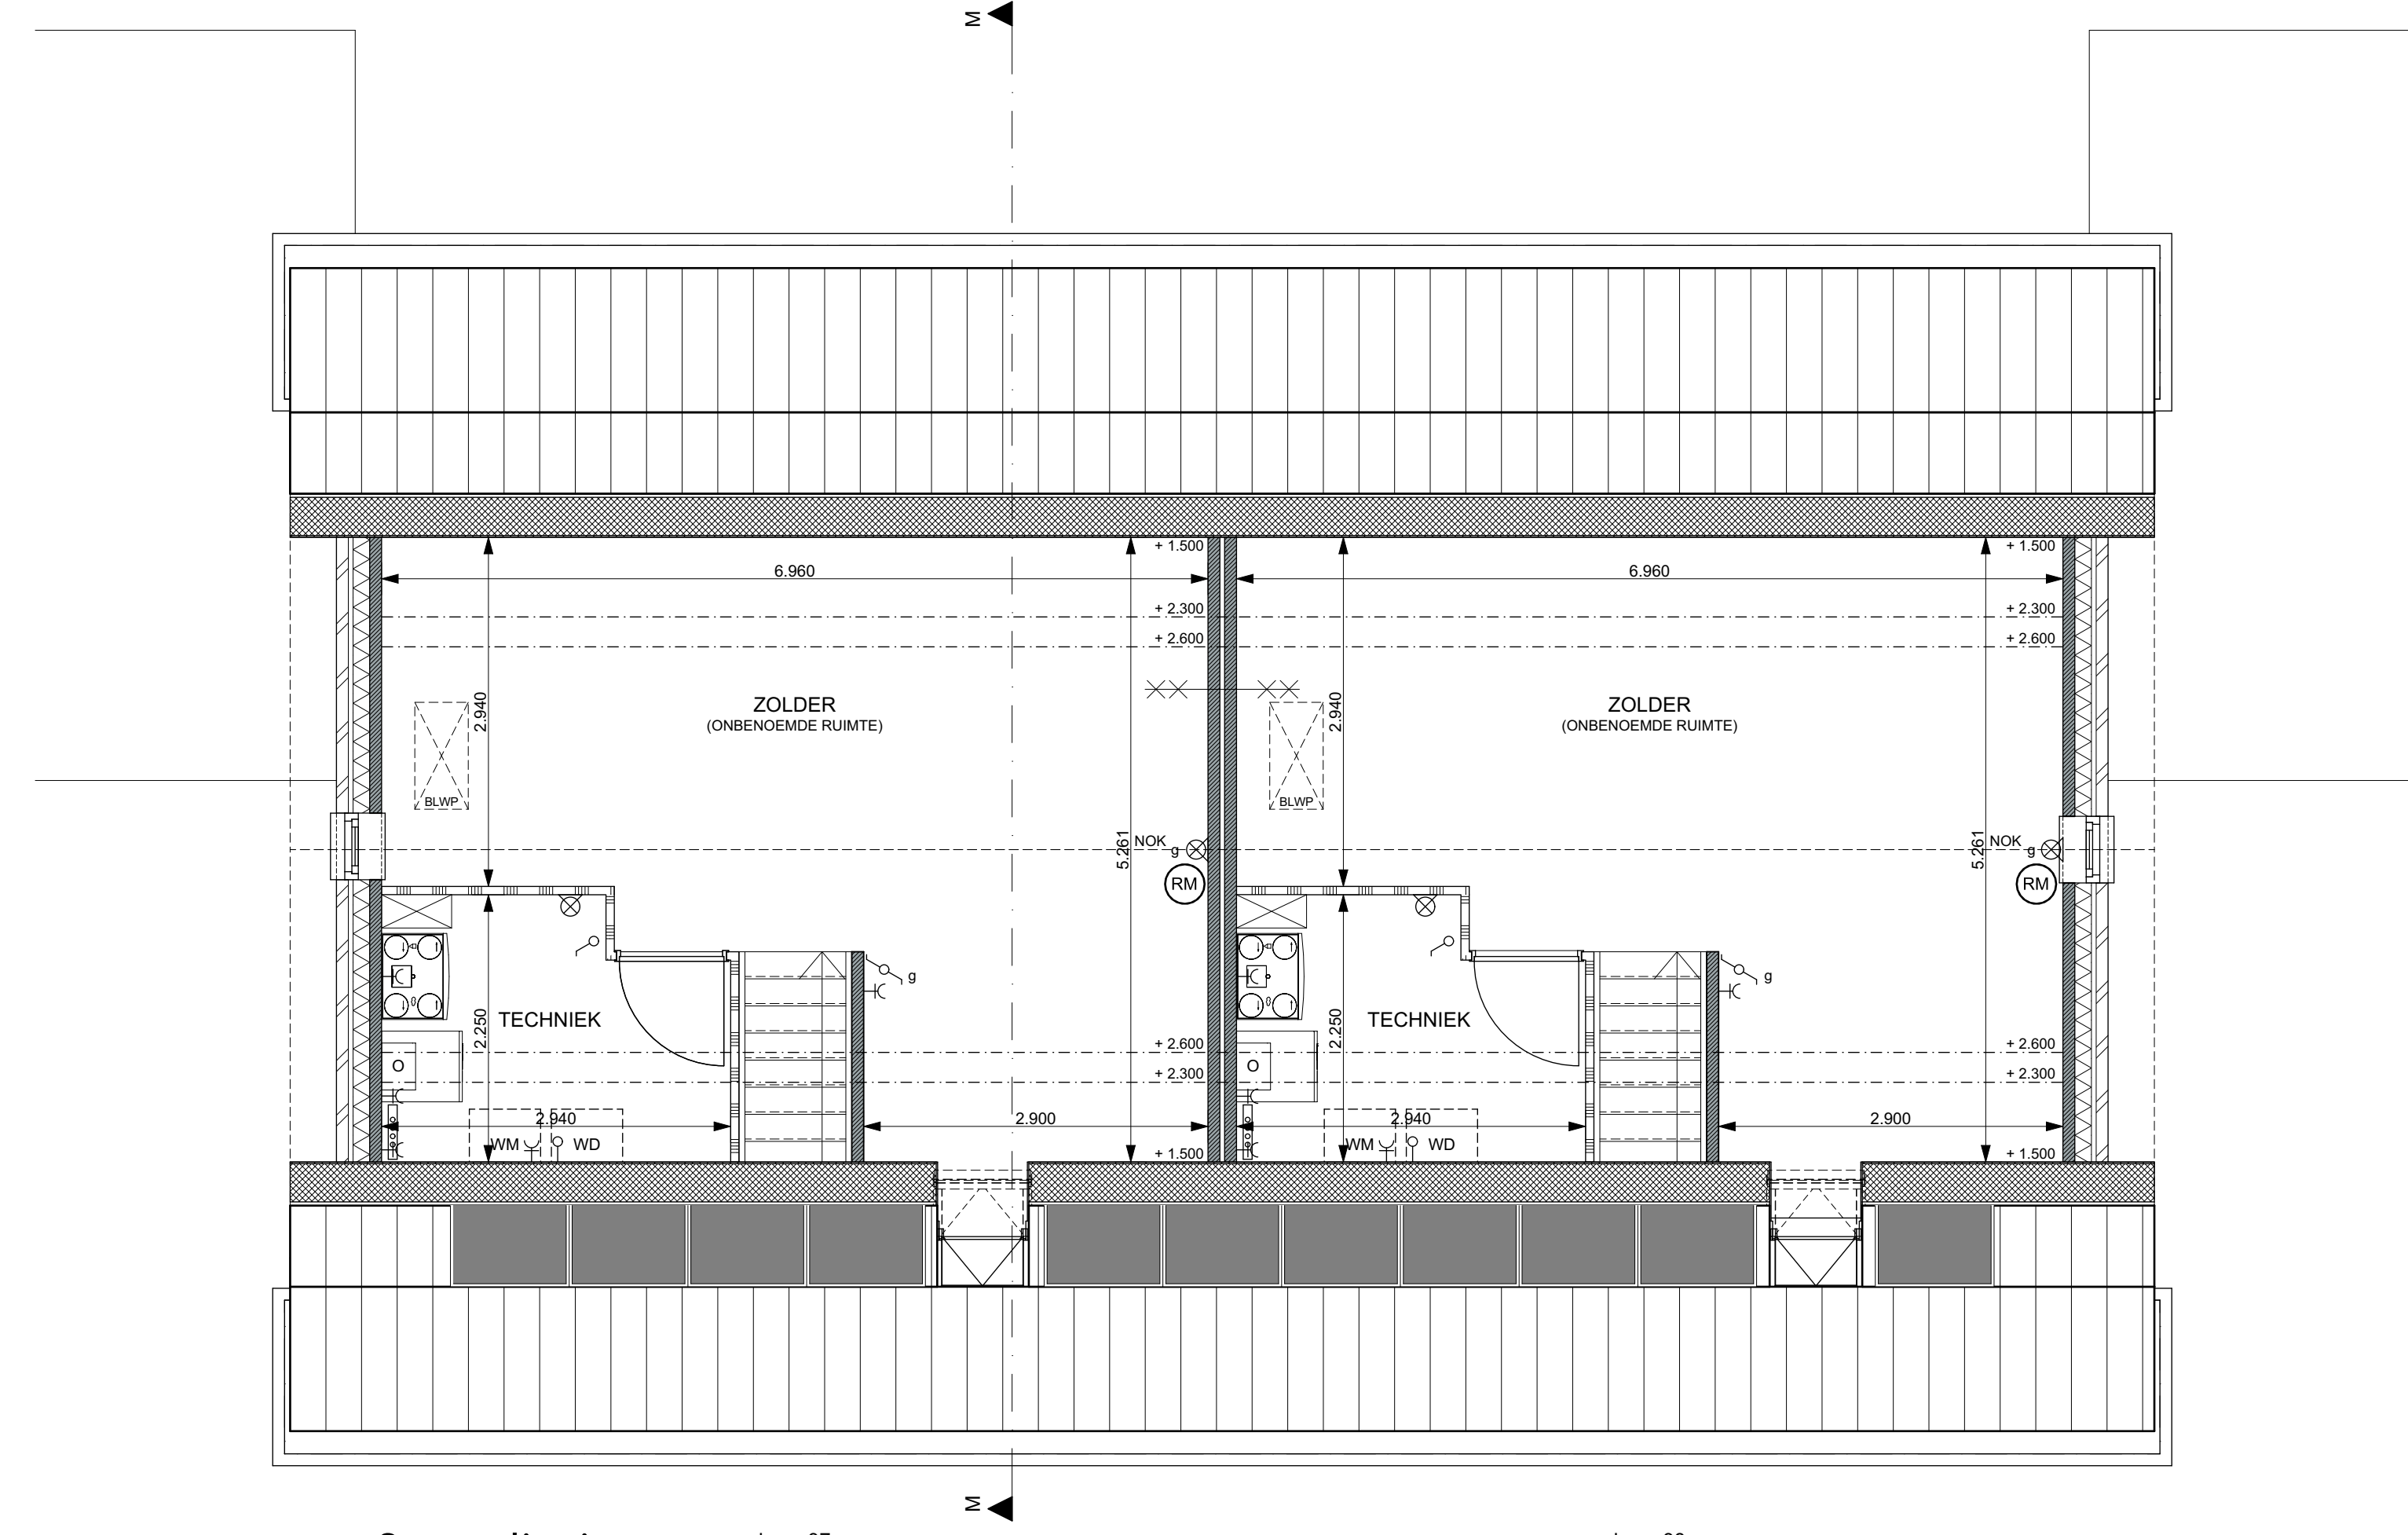 M
+ 1.500
+ 1.500
6.960
6.960
+ 2.300
+ 2.300
+ 2.600
+ 2.600
2.940
ZOLDER
(ONBENOEMDE RUIMTE)
2.940
ZOLDER
(ONBENOEMDE RUIMTE)
BLWP
BLWP
5.261
NOK
g
5.261
NOK
g
RM
RM
g
g
TECHNIEK
2.250
TECHNIEK
2.250
+ 2.600
+ 2.600
O
O
+ 2.300
+ 2.300
2.940
2.900
2.940
2.900
WM
WD
WM
WD
+ 1.500
+ 1.500
M